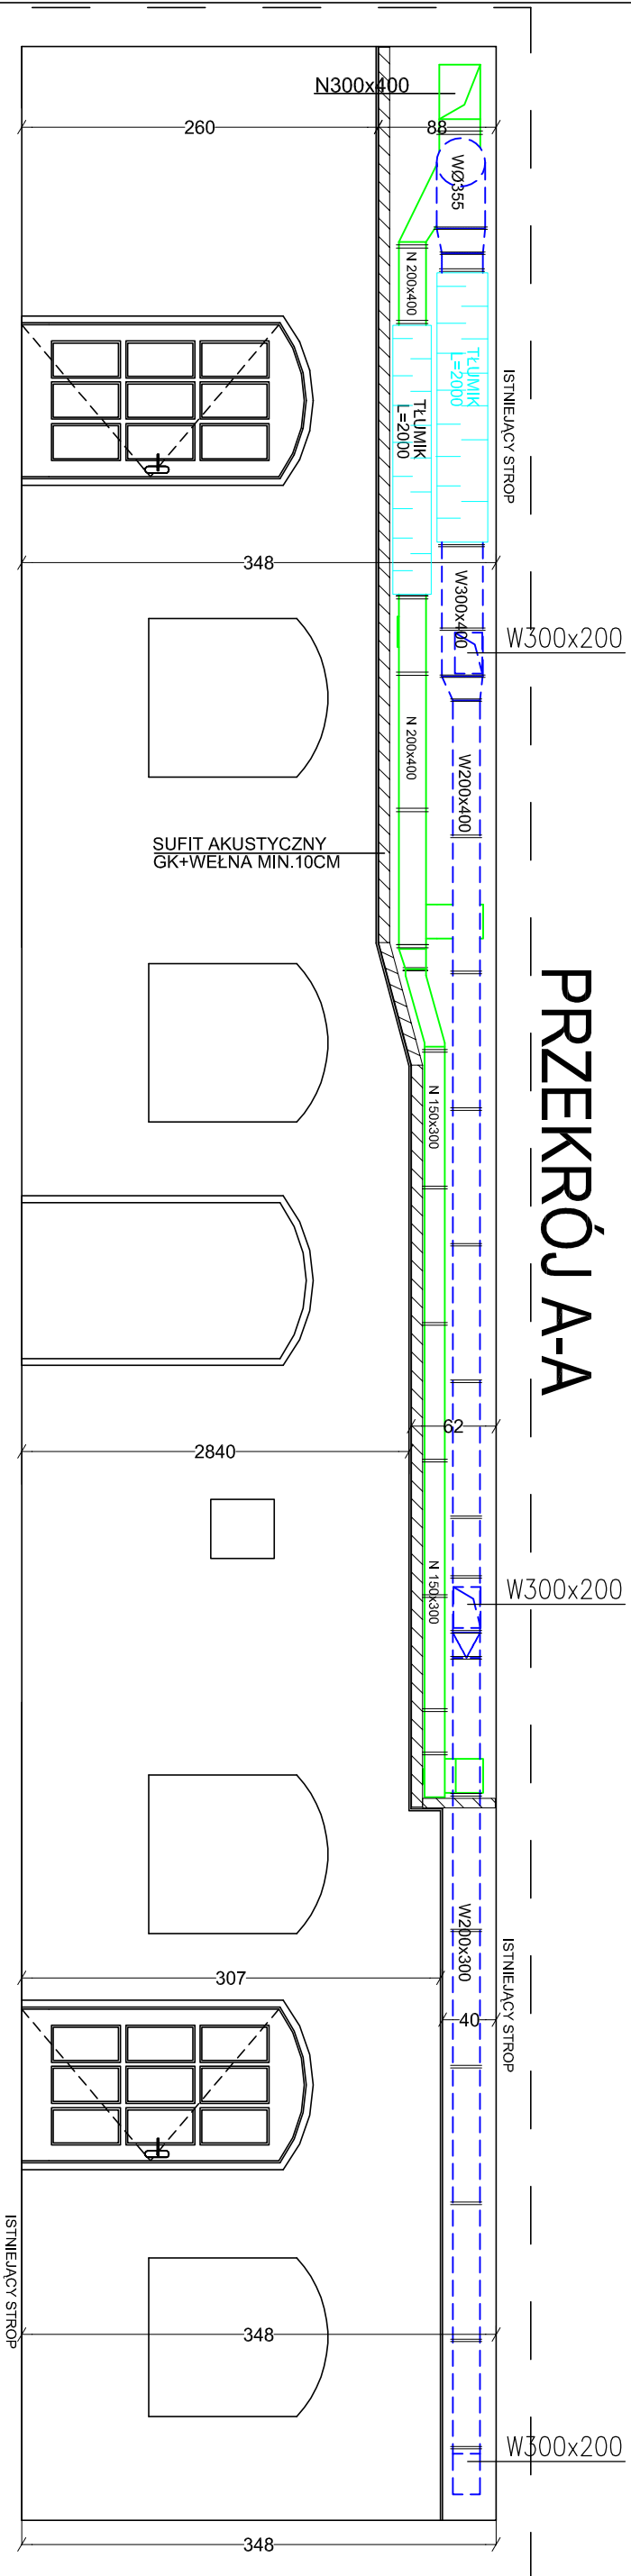 PRZEKRÓJ A-A
N300x400
260
88
WØ355
N 200x400
TŁUMIK
L=2000
TŁUMIK
L=2000
ISTNIEJĄCY STROP
348
W300x400
W300x200
N 200x400
W200x400
SUFIT AKUSTYCZNY
GK+WEŁNA MIN.10CM
N 150x300
62
2840
N 150x300
W300x200
W200x300
307
40
ISTNIEJĄCY STROP
ISTNIEJĄCY STROP
348
W300x200
348